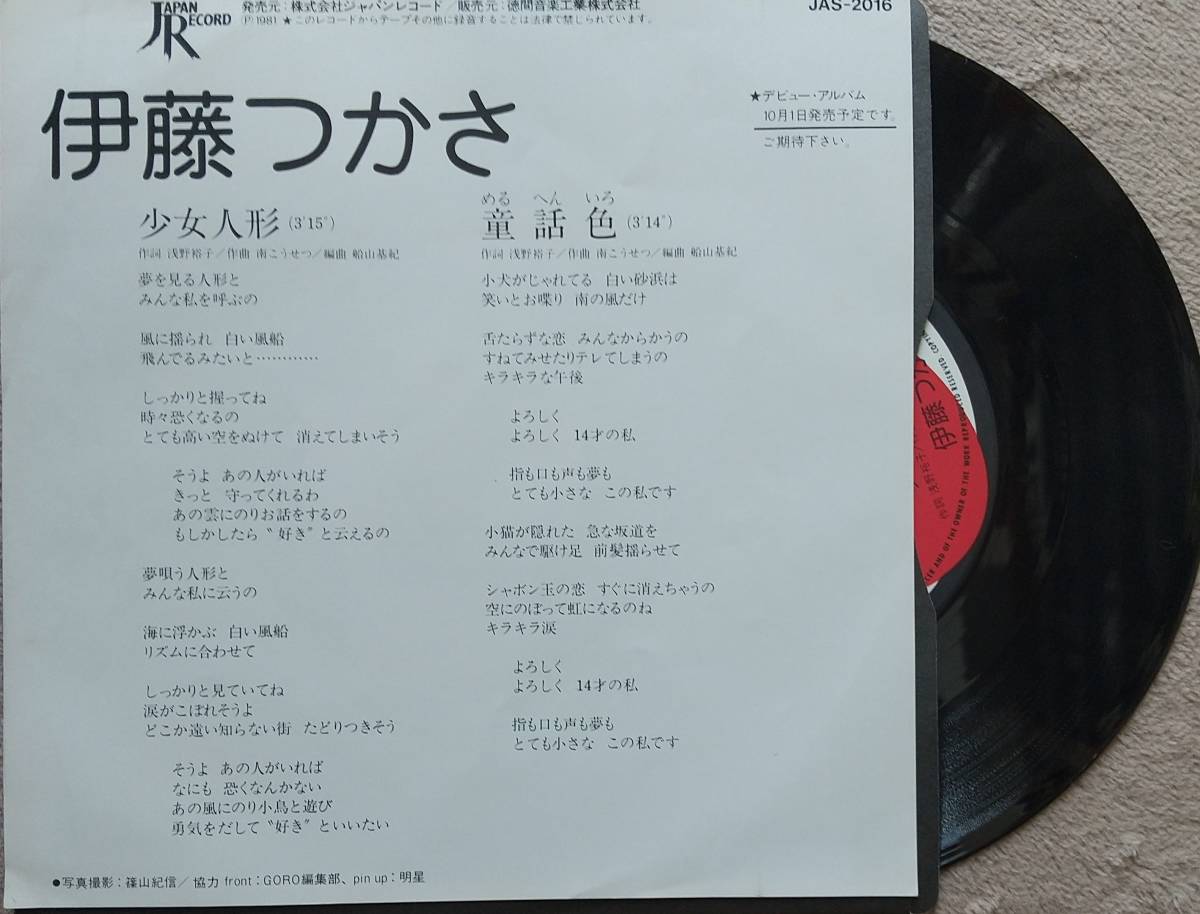 JAPAN RECORD
JR
発売元:株式会社ジャパンレコード/販売元:徳間音楽工業株式会社
JAS-2016
(P)1981 ★このレコードからテープその他に録音することは法律で禁じられています。
伊藤つかさ
★デビュー・アルバム
10月1日発売予定です。
ご期待下さい。
少女人形(3'15")
作詞 浅野裕子/作曲 南こうせつ/編曲 船山基紀
夢を見る人形と
みんな私を呼ぶの
風に揺られ 白い風船
飛んでるみたいと…………
しっかりと握ってね
時々恐くなるの
とても高い空をぬけて 消えてしまいそう
そうよ あの人がいれば
きっと 守ってくれるわ
あの雲にのりお話をするの
もしかしたら“好き”と云えるの
夢唄う人形と
みんな私に云うの
海に浮かぶ 白い風船
リズムに合わせて
しっかりと見ていてね
涙がこぼれそうよ
どこか遠い知らない街 たどりつきそう
そうよ あの人がいれば
なにも 恐くなんかない
あの風にのり小鳥と遊び
勇気をだして“好き”といいたい
める へん いろ
童話色(3'14")
作詞 浅野裕子/作曲 南こうせつ/編曲 船山基紀
小犬がじゃれてる 白い砂浜は
笑いとお喋り 南の風だけ
舌たらずな恋 みんなからかうの
すねてみせたりテレてしまうの
キラキラな午後
よろしく
よろしく 14才の私
指も口も声も夢も
とても小さな この私です
小猫が隠れた 急な坂道を
みんなで駆け足 前髪揺らせて
シャボン玉の恋 すぐに消えちゃうの
空にのぼって虹になるのね
キラキラ涙
よろしく
よろしく 14才の私
指も口も声も夢も
とても小さな この私です
●写真撮影:篠山紀信/協力 front:GORO編集部、pin up:明星
伊藤つ
作詞 浅野裕子/
ER AND OF THE OWNER OF THE WORK REPRODUCED RESERVED